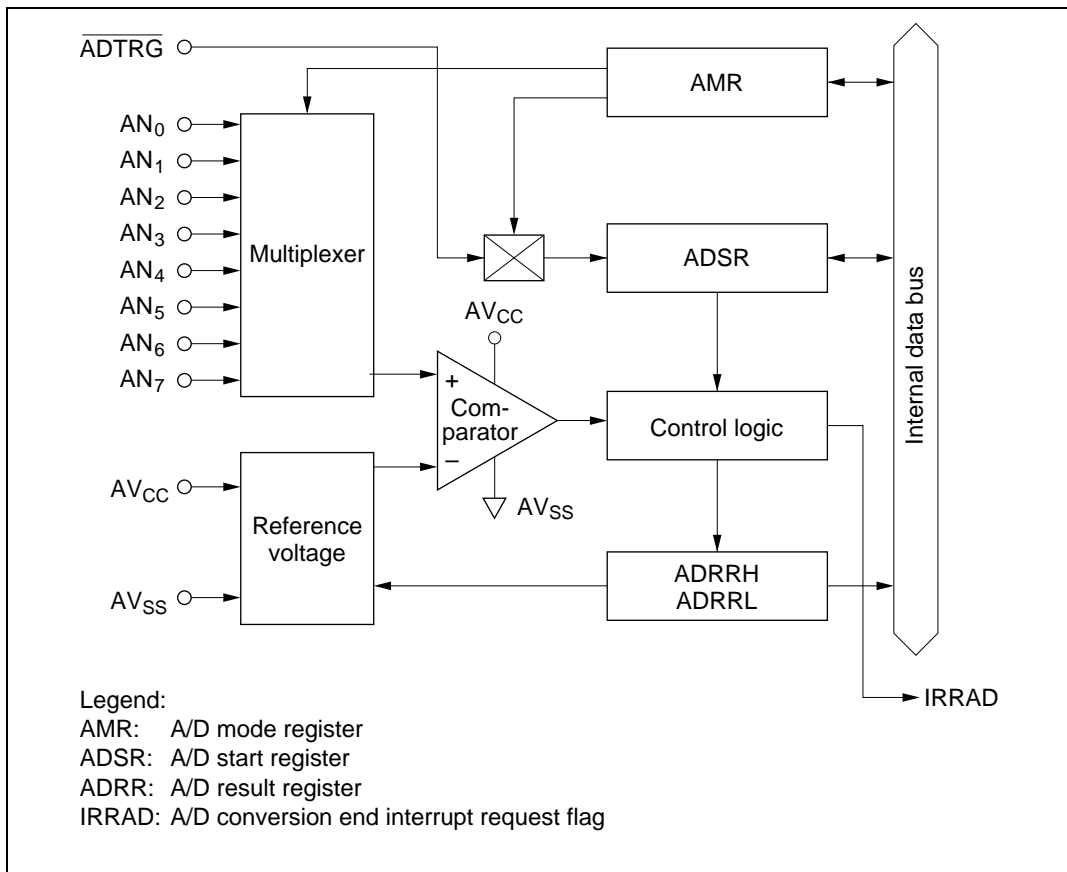 ADTRG
AMR
AN0
AN1
AN2
AN3
AN4
AN5
AN6
AN7
Multiplexer
ADSR
Internal data bus
AVCC
+
Com-
parator
−
AVSS
Control logic
AVCC
AVSS
Reference
voltage
ADRRH
ADRRL
IRRAD
Legend:
AMR: A/D mode register
ADSR: A/D start register
ADRR: A/D result register
IRRAD: A/D conversion end interrupt request flag